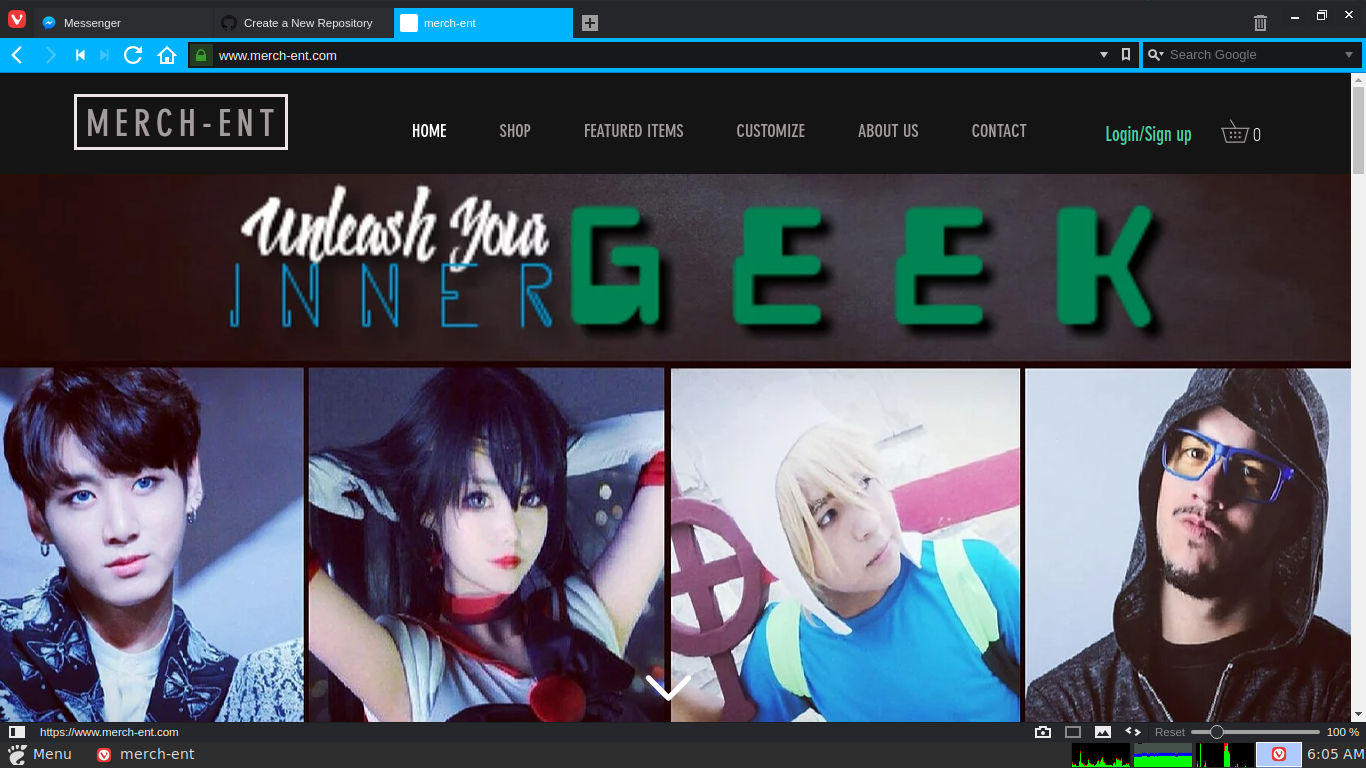 Messenger
Create a New Repository
merch-ent
www.merch-ent.com
Search Google
MERCH-ENT
HOME
SHOP
FEATURED ITEMS
CUSTOMIZE
ABOUT US
CONTACT
Login/Sign up
0
Unleash Your
INNER
GEEK
https://www.merch-ent.com
Reset
100 %
Menu
merch-ent
6:05 AM